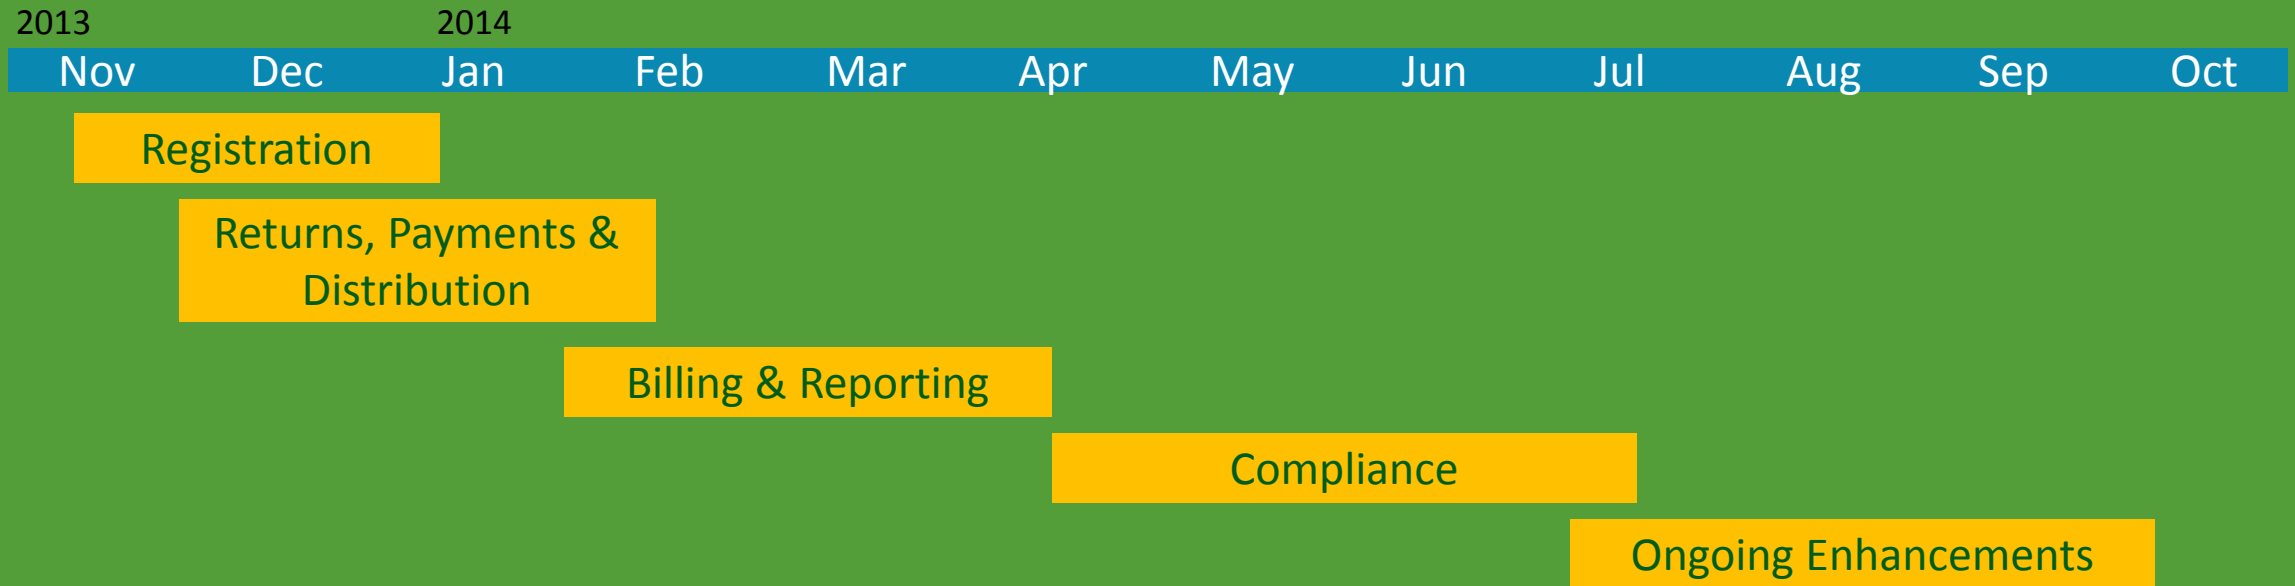 2013 2014
Nov Dec Jan Feb Mar Apr May Jun Jul Aug Sep Oct
Registration
Returns, Payments &
Distribution
Billing & Reporting
Compliance
Ongoing Enhancements